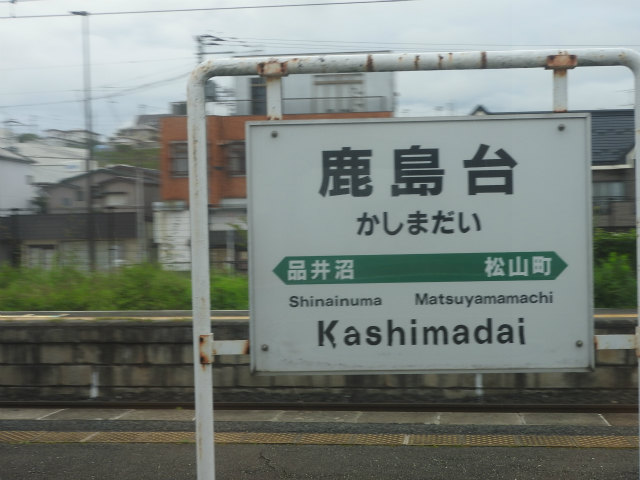 鹿島台
かしまだい
品井沼 松山町
Shinainuma Matsuyamamachi
Kashimadai